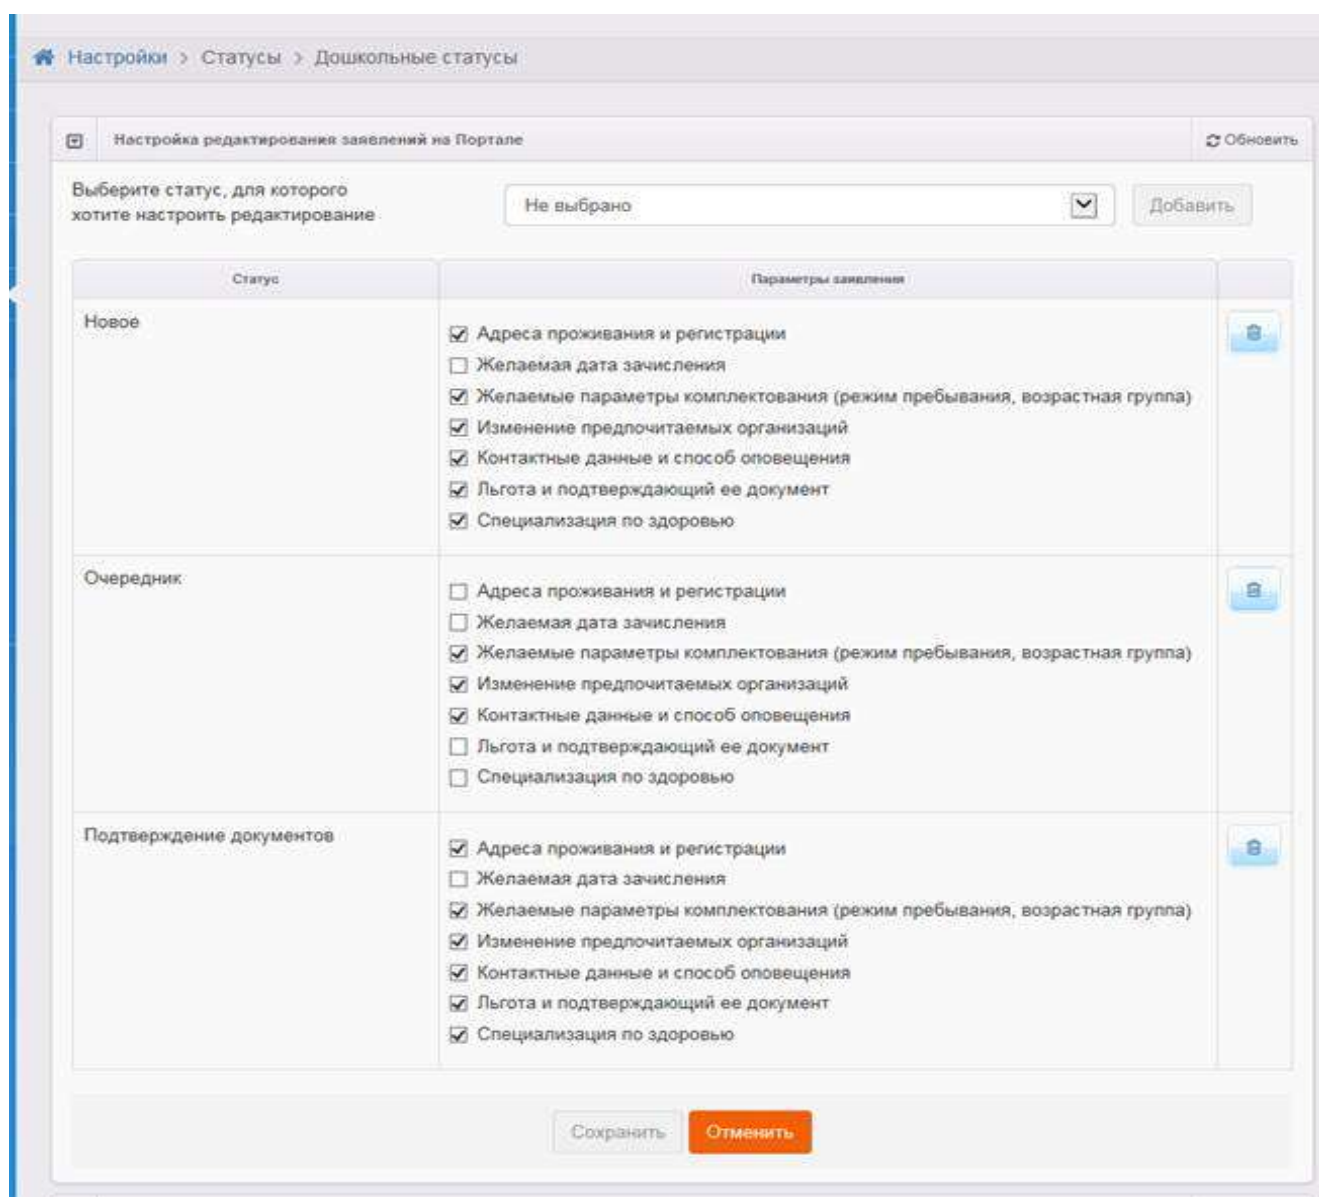 Настройки > Статусы > Дошкольные статусы
Настройка редактирования заявлений на Портале
Обновить
Выберите статус, для которого
хотите настроить редактирование
Не выбрано
Добавить
Статус
Параметры заявления
Новое
Адреса проживания и регистрации
Желаемая дата зачисления
Желаемые параметры комплектования (режим пребывания, возрастная группа)
Изменение предпочитаемых организаций
Контактные данные и способ оповещения
Льгота и подтверждающий ее документ
Специализация по здоровью
Очередник
Адреса проживания и регистрации
Желаемая дата зачисления
Желаемые параметры комплектования (режим пребывания, возрастная группа)
Изменение предпочитаемых организаций
Контактные данные и способ оповещения
Льгота и подтверждающий ее документ
Специализация по здоровью
Подтверждение документов
Адреса проживания и регистрации
Желаемая дата зачисления
Желаемые параметры комплектования (режим пребывания, возрастная группа)
Изменение предпочитаемых организаций
Контактные данные и способ оповещения
Льгота и подтверждающий ее документ
Специализация по здоровью
Сохранить
Отменить